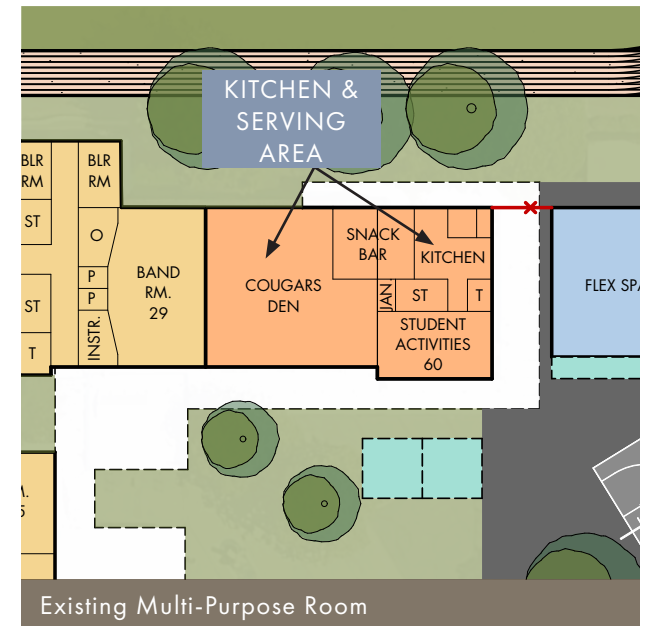 KITCHEN &
SERVING
AREA
BLR
RM
BLR
RM
ST
O
P
P
ST
T
INSTR.
BAND
RM.
29
COUGARS
DEN
SNACK
BAR
KITCHEN
JAN.
ST
T
STUDENT
ACTIVITIES
60
FLEX SPA
5
Existing Multi-Purpose Room